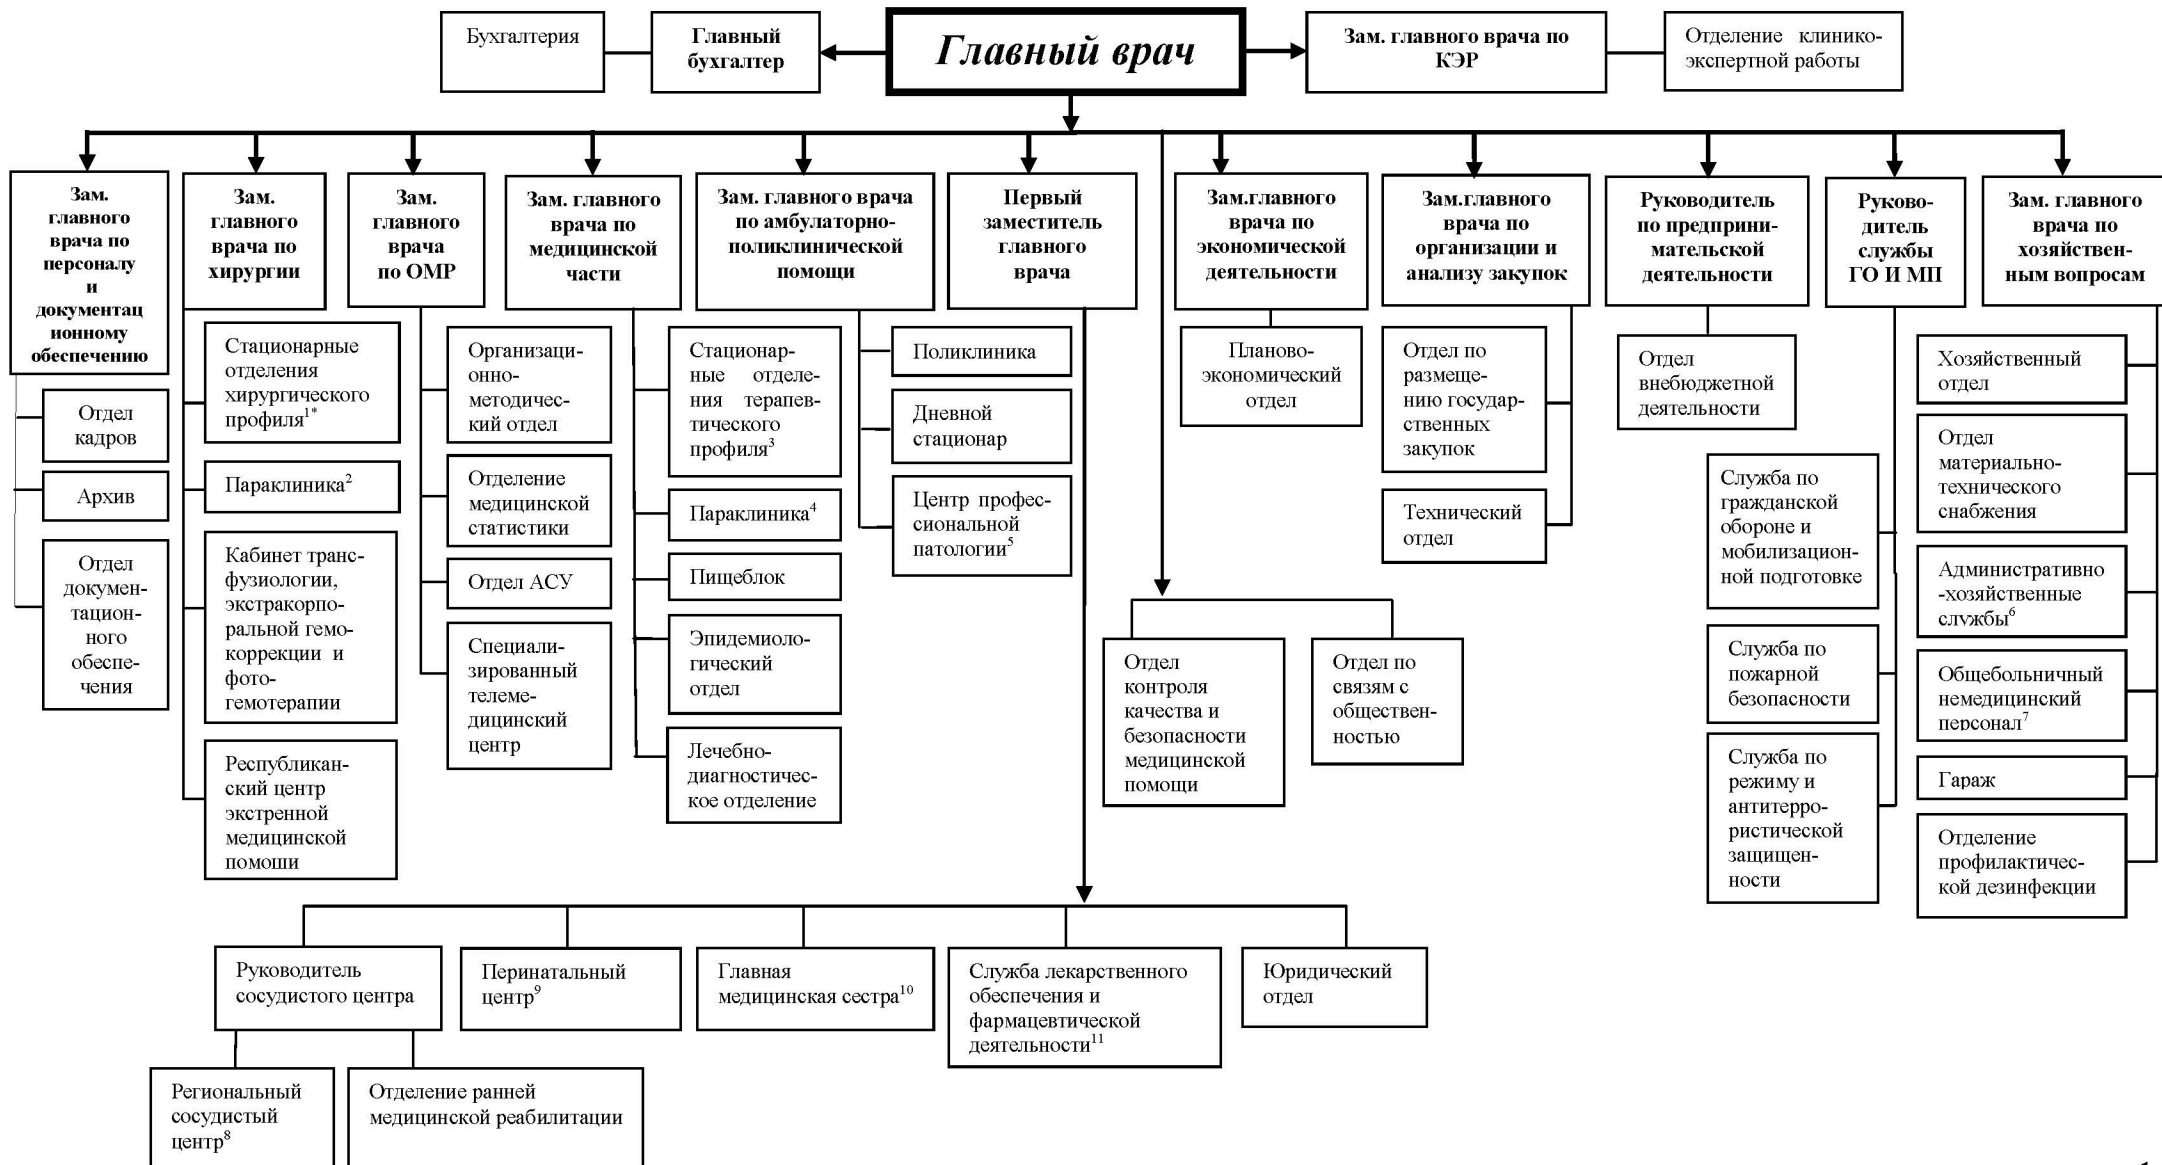 Бухгалтерия
Главный
бухгалтер
Главный врач
Зам. главного врача по
КЭР
Отделение клинико-
экспертной работы
Зам.
главного
врача по
персоналу
и
документац
ионному
обеспечению
Зам.
главного
врача по
хирургии
Зам.
главного
врача
по ОМР
Зам. главного
врача по
медицинской
части
Зам. главного врача
по амбулаторно-
поликлинической
помощи
Первый
заместитель
главного
врача
Зам.главного
врача по
экономической
деятельности
Зам.главного
врача по
организации и
анализу закупок
Руководитель
по предприни-
мательской
деятельности
Руково-
дитель
службы
ГО И МП
Зам. главного
врача по
хозяйствен-
ным вопросам
Отдел
кадров
Архив
Отдел
докумен-
тацион-
ного
обеспе-
чения
Стационарные
отделения
хирургического
профиля1*
Параклиника2
Кабинет транс-
фузиологии,
экстракорпо-
ральной гемо-
коррекции и
фото-
гемотерапии
Республикан-
ский центр
экстренной
медицинской
помоши
Организаци-
онно-
методичес-
кий отдел
Отделение
медицинской
статистики
Отдел АСУ
Специали-
зированный
телеме-
дицинский
центр
Стационар-
ные отделе-
ния терапев-
тического
профиля3
Параклиника4
Пищеблок
Эпидемиоло-
гический
отдел
Лечебно-
диагностичес-
кое отделение
Поликлиника
Дневной
стационар
Центр профес-
сиональной
патологии5
Планово-
экономический
отдел
Отдел по
размеще-
нию государ-
ственных
закупок
Технический
отдел
Отдел
внебюджетной
деятельности
Служба по
гражданской
обороне и
мобилизацион-
ной подготовке
Служба по
пожарной
безопасности
Служба по
режиму и
антитерро-
ристической
защищен-
ности
Хозяйственный
отдел
Отдел
материально-
технического
снабжения
Административно
-хозяйственные
службы6
Общебольничный
немедицинский
персонал7
Гараж
Отделение
профилактичес-
кой дезинфекции
Отдел
контроля
качества и
безопасности
медицинской
помощи
Отдел по
связям с
обществен-
ностью
Руководитель
сосудистого центра
Перинатальный
центр9
Главная
медицинская сестра10
Служба лекарственного
обеспечения и
фармацевтической
деятельности11
Юридический
отдел
Региональный
сосудистый
центр8
Отделение ранней
медицинской реабилитации